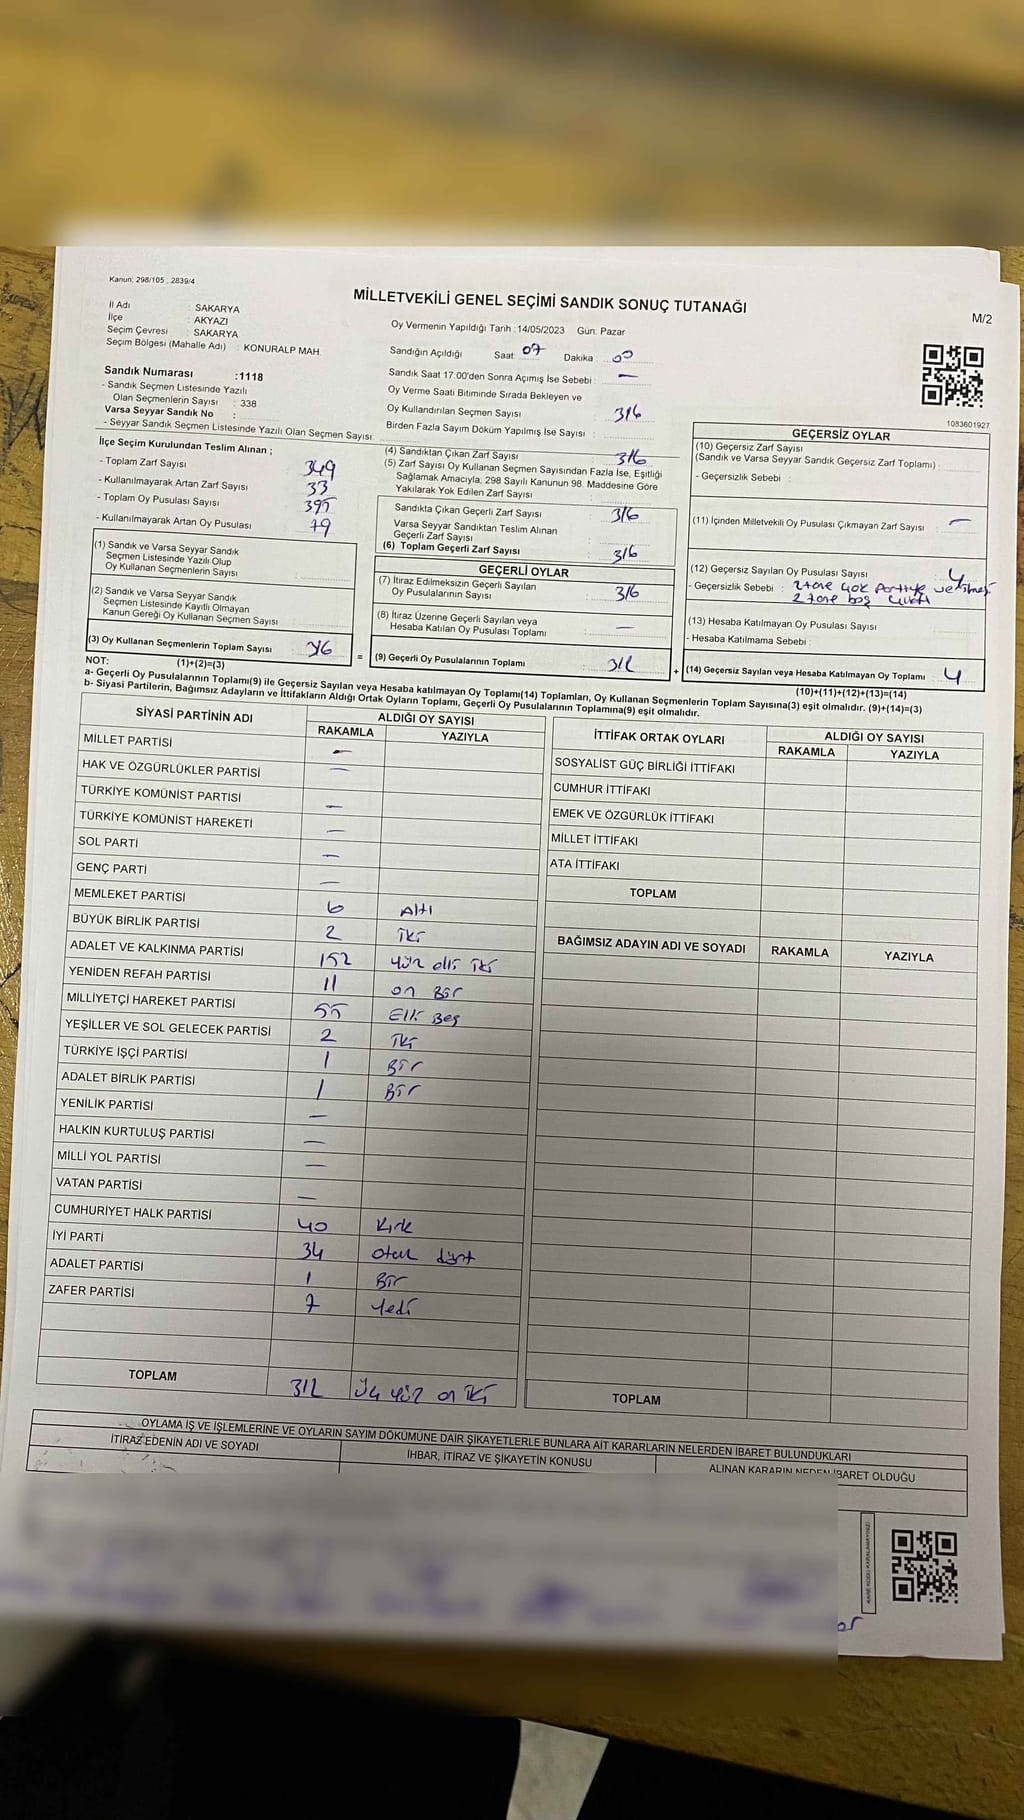 Kanun; 298/105 , 2839/4
MİLLETVEKİLİ GENEL SEÇİMİ SANDIK SONUÇ TUTANAĞI
M/2
İl Adı : SAKARYA
İlçe : AKYAZI
Seçim Çevresi : SAKARYA
Seçim Bölgesi (Mahalle Adı) : KONURALP MAH.
Oy Vermenin Yapıldığı Tarih : 14/05/2023 Gün: Pazar
Sandığın Açıldığı Saat: 07 Dakika : 00
Sandık Saat 17:00'den Sonra Açımış İse Sebebi : —
Oy Verme Saati Bitiminde Sırada Bekleyen ve
Oy Kullandırılan Seçmen Sayısı : 316
Birden Fazla Sayım Döküm Yapılmış İse Sayısı :
1083601927
Sandık Numarası :1118
- Sandık Seçmen Listesinde Yazılı
Olan Seçmenlerin Sayısı : 338
Varsa Seyyar Sandık No :
- Seyyar Sandık Seçmen Listesinde Yazılı Olan Seçmen Sayısı:
İlçe Seçim Kurulundan Teslim Alınan ;
- Toplam Zarf Sayısı 349
- Kullanılmayarak Artan Zarf Sayısı 33
- Toplam Oy Pusulası Sayısı 395
- Kullanılmayarak Artan Oy Pusulası 79
(1) Sandık ve Varsa Seyyar Sandık
Seçmen Listesinde Yazılı Olup
Oy Kullanan Seçmenlerin Sayısı :
(2) Sandık ve Varsa Seyyar Sandık
Seçmen Listesinde Kayıtlı Olmayan
Kanun Gereği Oy Kullanan Seçmen Sayısı :
(3) Oy Kullanan Seçmenlerin Toplam Sayısı : 316
(1)+(2)=(3)
=
(4) Sandıktan Çıkan Zarf Sayısı : 316
(5) Zarf Sayısı Oy Kullanan Seçmen Sayısından Fazla İse, Eşitliği
Sağlamak Amacıyla, 298 Sayılı Kanunun 98. Maddesine Göre
Yakılarak Yok Edilen Zarf Sayısı :
Sandıkta Çıkan Geçerli Zarf Sayısı : 316
Varsa Seyyar Sandıktan Teslim Alınan
Geçerli Zarf Sayısı :
(6) Toplam Geçerli Zarf Sayısı : 316
GEÇERLİ OYLAR
(7) İtiraz Edilmeksizin Geçerli Sayılan
Oy Pusulalarının Sayısı : 316
(8) İtiraz Üzerine Geçerli Sayılan veya
Hesaba Katılan Oy Pusulası Toplamı : —
(9) Geçerli Oy Pusulalarının Toplamı : 312
+
GEÇERSİZ OYLAR
(10) Geçersiz Zarf Sayısı
(Sandık ve Varsa Seyyar Sandık Geçersiz Zarf Toplamı) :
- Geçersizlik Sebebi :
(11) İçinden Milletvekili Oy Pusulası Çıkmayan Zarf Sayısı : —
(12) Geçersiz Sayılan Oy Pusulası Sayısı : 4
- Geçersizlik Sebebi : 2 tane çok Partiye verilmiş
2 tane boş çıktı
(13) Hesaba Katılmayan Oy Pusulası Sayısı :
- Hesaba Katılmama Sebebi :
(14) Geçersiz Sayılan veya Hesaba Katılmayan Oy Toplamı : 4
(10)+(11)+(12)+(13)=(14)
NOT:
a- Geçerli Oy Pusulalarının Toplamı(9) ile Geçersiz Sayılan veya Hesaba katılmayan Oy Toplamı(14) Toplamları, Oy Kullanan Seçmenlerin Toplam Sayısına(3) eşit olmalıdır. (9)+(14)=(3)
b- Siyasi Partilerin, Bağımsız Adayların ve İttifakların Aldığı Ortak Oyların Toplamı, Geçerli Oy Pusulalarının Toplamına(9) eşit olmalıdır.
SİYASİ PARTİNİN ADI ALDIĞI OY SAYISI
RAKAMLA YAZIYLA
MİLLET PARTİSİ —
HAK VE ÖZGÜRLÜKLER PARTİSİ —
TÜRKİYE KOMÜNİST PARTİSİ —
TÜRKİYE KOMÜNİST HAREKETİ —
SOL PARTİ —
GENÇ PARTİ —
MEMLEKET PARTİSİ 6 Altı
BÜYÜK BİRLİK PARTİSİ 2 İki
ADALET VE KALKINMA PARTİSİ 152 yüz elli iki
YENİDEN REFAH PARTİSİ 11 on Bir
MİLLİYETÇİ HAREKET PARTİSİ 55 Elli Beş
YEŞİLLER VE SOL GELECEK PARTİSİ 2 İki
TÜRKİYE İŞÇİ PARTİSİ 1 Bir
ADALET BİRLİK PARTİSİ 1 Bir
YENİLİK PARTİSİ —
HALKIN KURTULUŞ PARTİSİ —
MİLLİ YOL PARTİSİ —
VATAN PARTİSİ —
CUMHURİYET HALK PARTİSİ 40 Kırk
İYİ PARTİ 34 otuz dört
ADALET PARTİSİ 1 Bir
ZAFER PARTİSİ 7 Yedi
TOPLAM 312 Üç yüz on iki
İTTİFAK ORTAK OYLARI ALDIĞI OY SAYISI
RAKAMLA YAZIYLA
SOSYALİST GÜÇ BİRLİĞİ İTTİFAKI
CUMHUR İTTİFAKI
EMEK VE ÖZGÜRLÜK İTTİFAKI
MİLLET İTTİFAKI
ATA İTTİFAKI
TOPLAM
BAĞIMSIZ ADAYIN ADI VE SOYADI RAKAMLA YAZIYLA
TOPLAM
OYLAMA İŞ VE İŞLEMLERİNE VE OYLARIN SAYIM DÖKÜMÜNE DAİR ŞİKAYETLERLE BUNLARA AİT KARARLARIN NELERDEN İBARET BULUNDUKLARI
İTİRAZ EDENİN ADI VE SOYADI İHBAR, İTİRAZ VE ŞİKAYETİN KONUSU ALINAN KARARIN NEDEN İBARET OLDUĞU